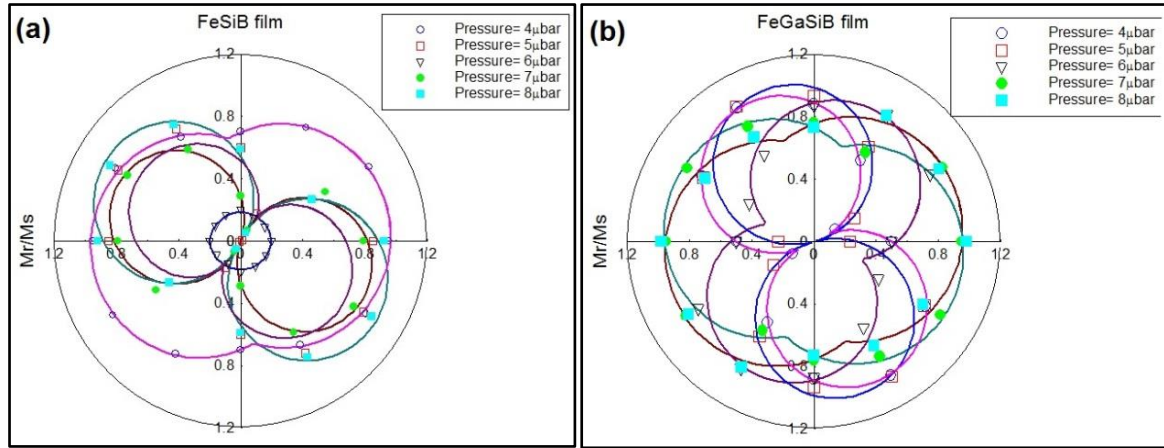 (a)
FeSiB film
Pressure= 4μbar
Pressure= 5μbar
Pressure= 6μbar
Pressure= 7μbar
Pressure= 8μbar
1.2
0.8
0.4
Mr/Ms
1.2 0.8 0.4 0.0 0.4 0.8 1.2
0.4
0.8
1.2
(b)
FeGaSiB film
Pressure= 4μbar
Pressure= 5μbar
Pressure= 6μbar
Pressure= 7μbar
Pressure= 8μbar
1.2
0.8
0.4
Mr/Ms
1.2 0.8 0.4 0.0 0.4 0.8 1.2
0.4
0.8
1.2